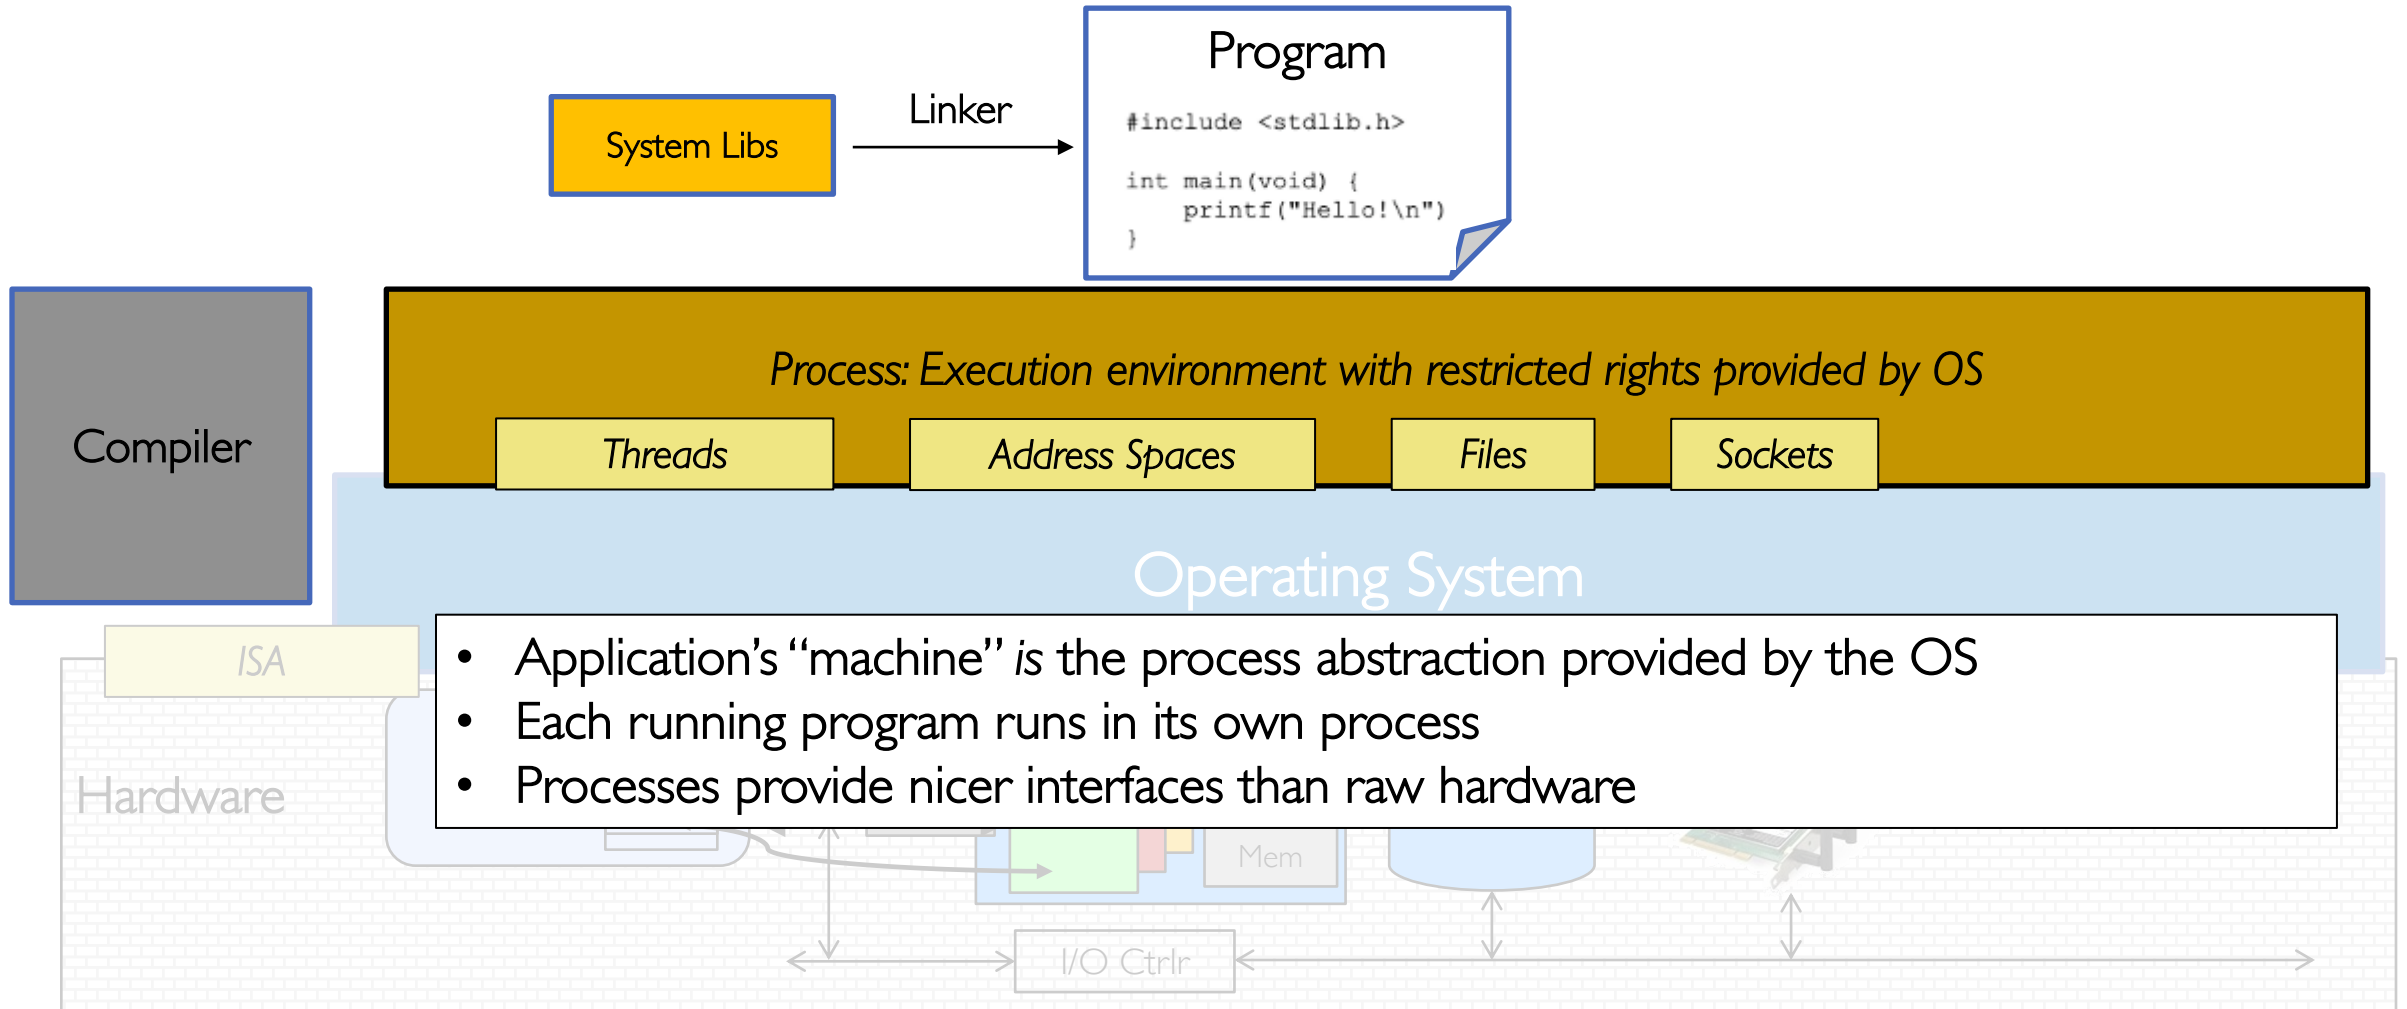 Program
Linker
System Libs
#include <stdlib.h>
int main(void) {
    printf("Hello!\n")
}
Compiler
Process: Execution environment with restricted rights provided by OS
Threads
Address Spaces
Files
Sockets
Operating System
ISA
• Application’s “machine” is the process abstraction provided by the OS
• Each running program runs in its own process
• Processes provide nicer interfaces than raw hardware
Hardware
Mem
I/O Ctrlr